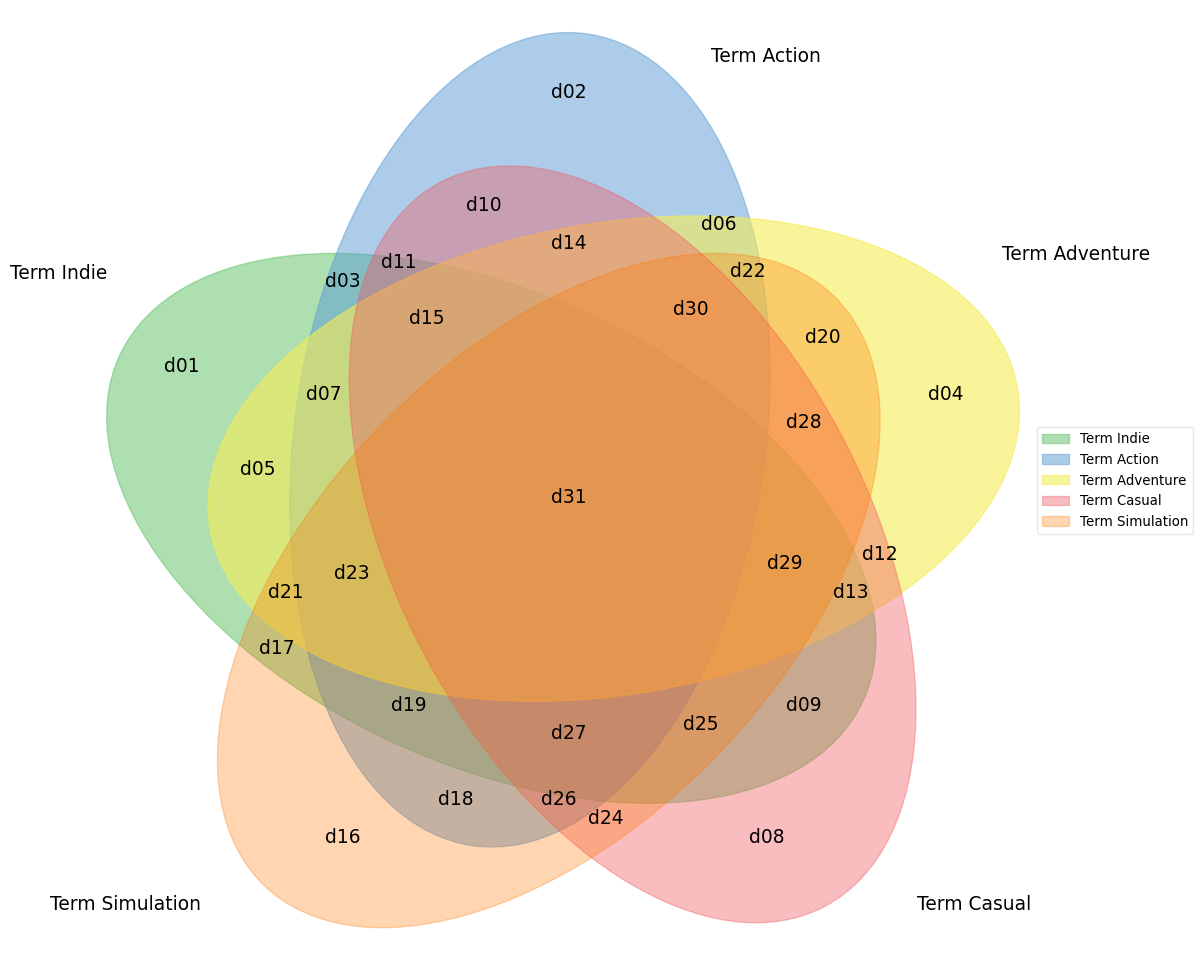 Term Action
d02
d10
d06
d14
Term Adventure
d11
Term Indie
d22
d03
d30
d15
d20
d01
d07
d04
d28
Term Indie
Term Action
Term Adventure
Term Casual
Term Simulation
d05
d31
d12
d29
d23
d21
d13
d17
d19
d09
d25
d27
d18
d26
d24
d16
d08
Term Simulation
Term Casual